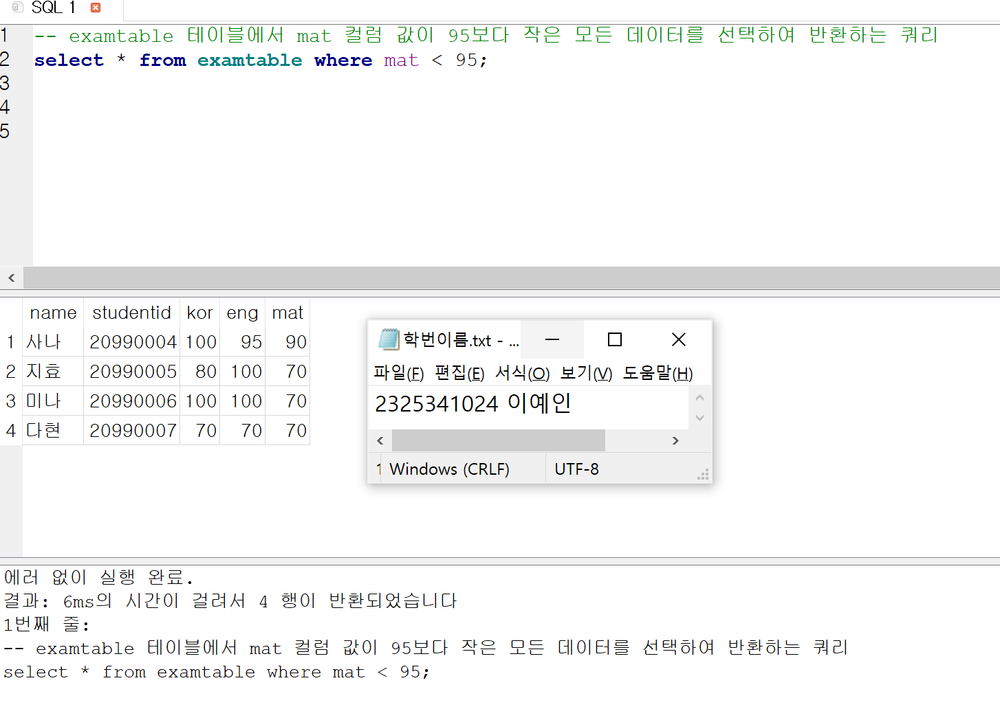 SQL 1
1 -- examtable 테이블에서 mat 컬럼 값이 95보다 작은 모든 데이터를 선택하여 반환하는 쿼리
2 select * from examtable where mat < 95;
3
4
5
name studentid kor eng mat
1 사나 20990004 100 95 90
2 지효 20990005 80 100 70
3 미나 20990006 100 100 70
4 다현 20990007 70 70 70
학번이름.txt - ...
파일(F) 편집(E) 서식(O) 보기(V) 도움말(H)
2325341024 이예인
1 Windows (CRLF) UTF-8
에러 없이 실행 완료.
결과: 6ms의 시간이 걸려서 4 행이 반환되었습니다
1번째 줄:
-- examtable 테이블에서 mat 컬럼 값이 95보다 작은 모든 데이터를 선택하여 반환하는 쿼리
select * from examtable where mat < 95;